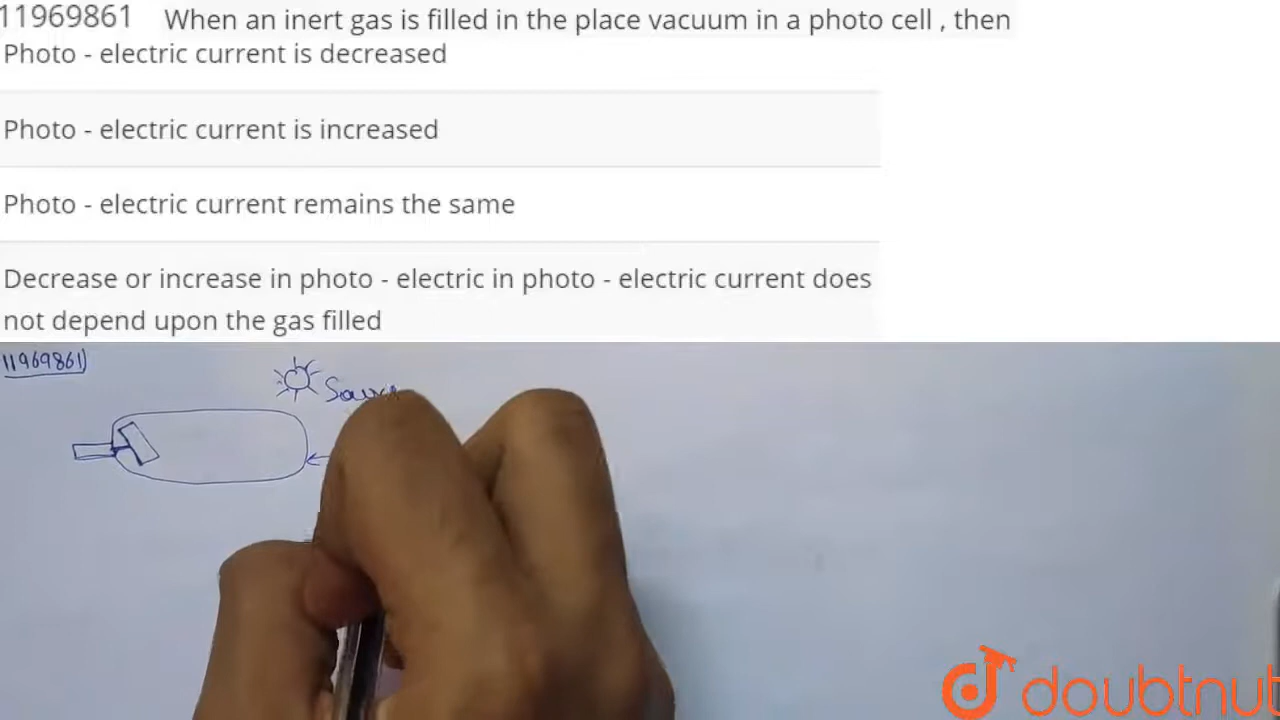 11969861 When an inert gas is filled in the place vacuum in a photo cell , then
Photo - electric current is decreased
Photo - electric current is increased
Photo - electric current remains the same
Decrease or increase in photo - electric in photo - electric current does
not depend upon the gas filled
11969861)
doubtnut